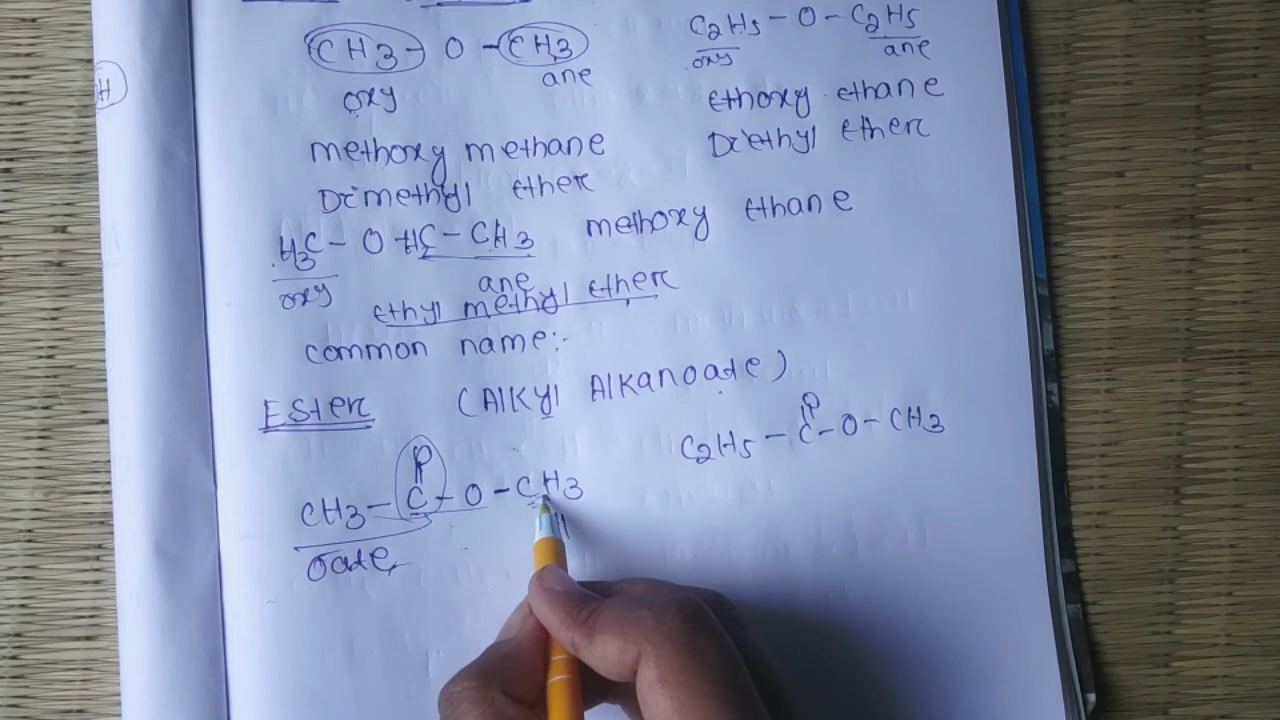 CH3 - O - CH3
oxy ane
methoxy methane
Dimethyl ether
C2H5 - O - C2H5
oxy ane
ethoxy ethane
Diethyl ether
H3C - O - HC - CH3 methoxy ethane
oxy ane
ethyl methyl ether
common name:-
Ester (Alkyl Alkanoate)
CH3 - C - O - CH3
oate
C2H5 - C - O - CH3
H